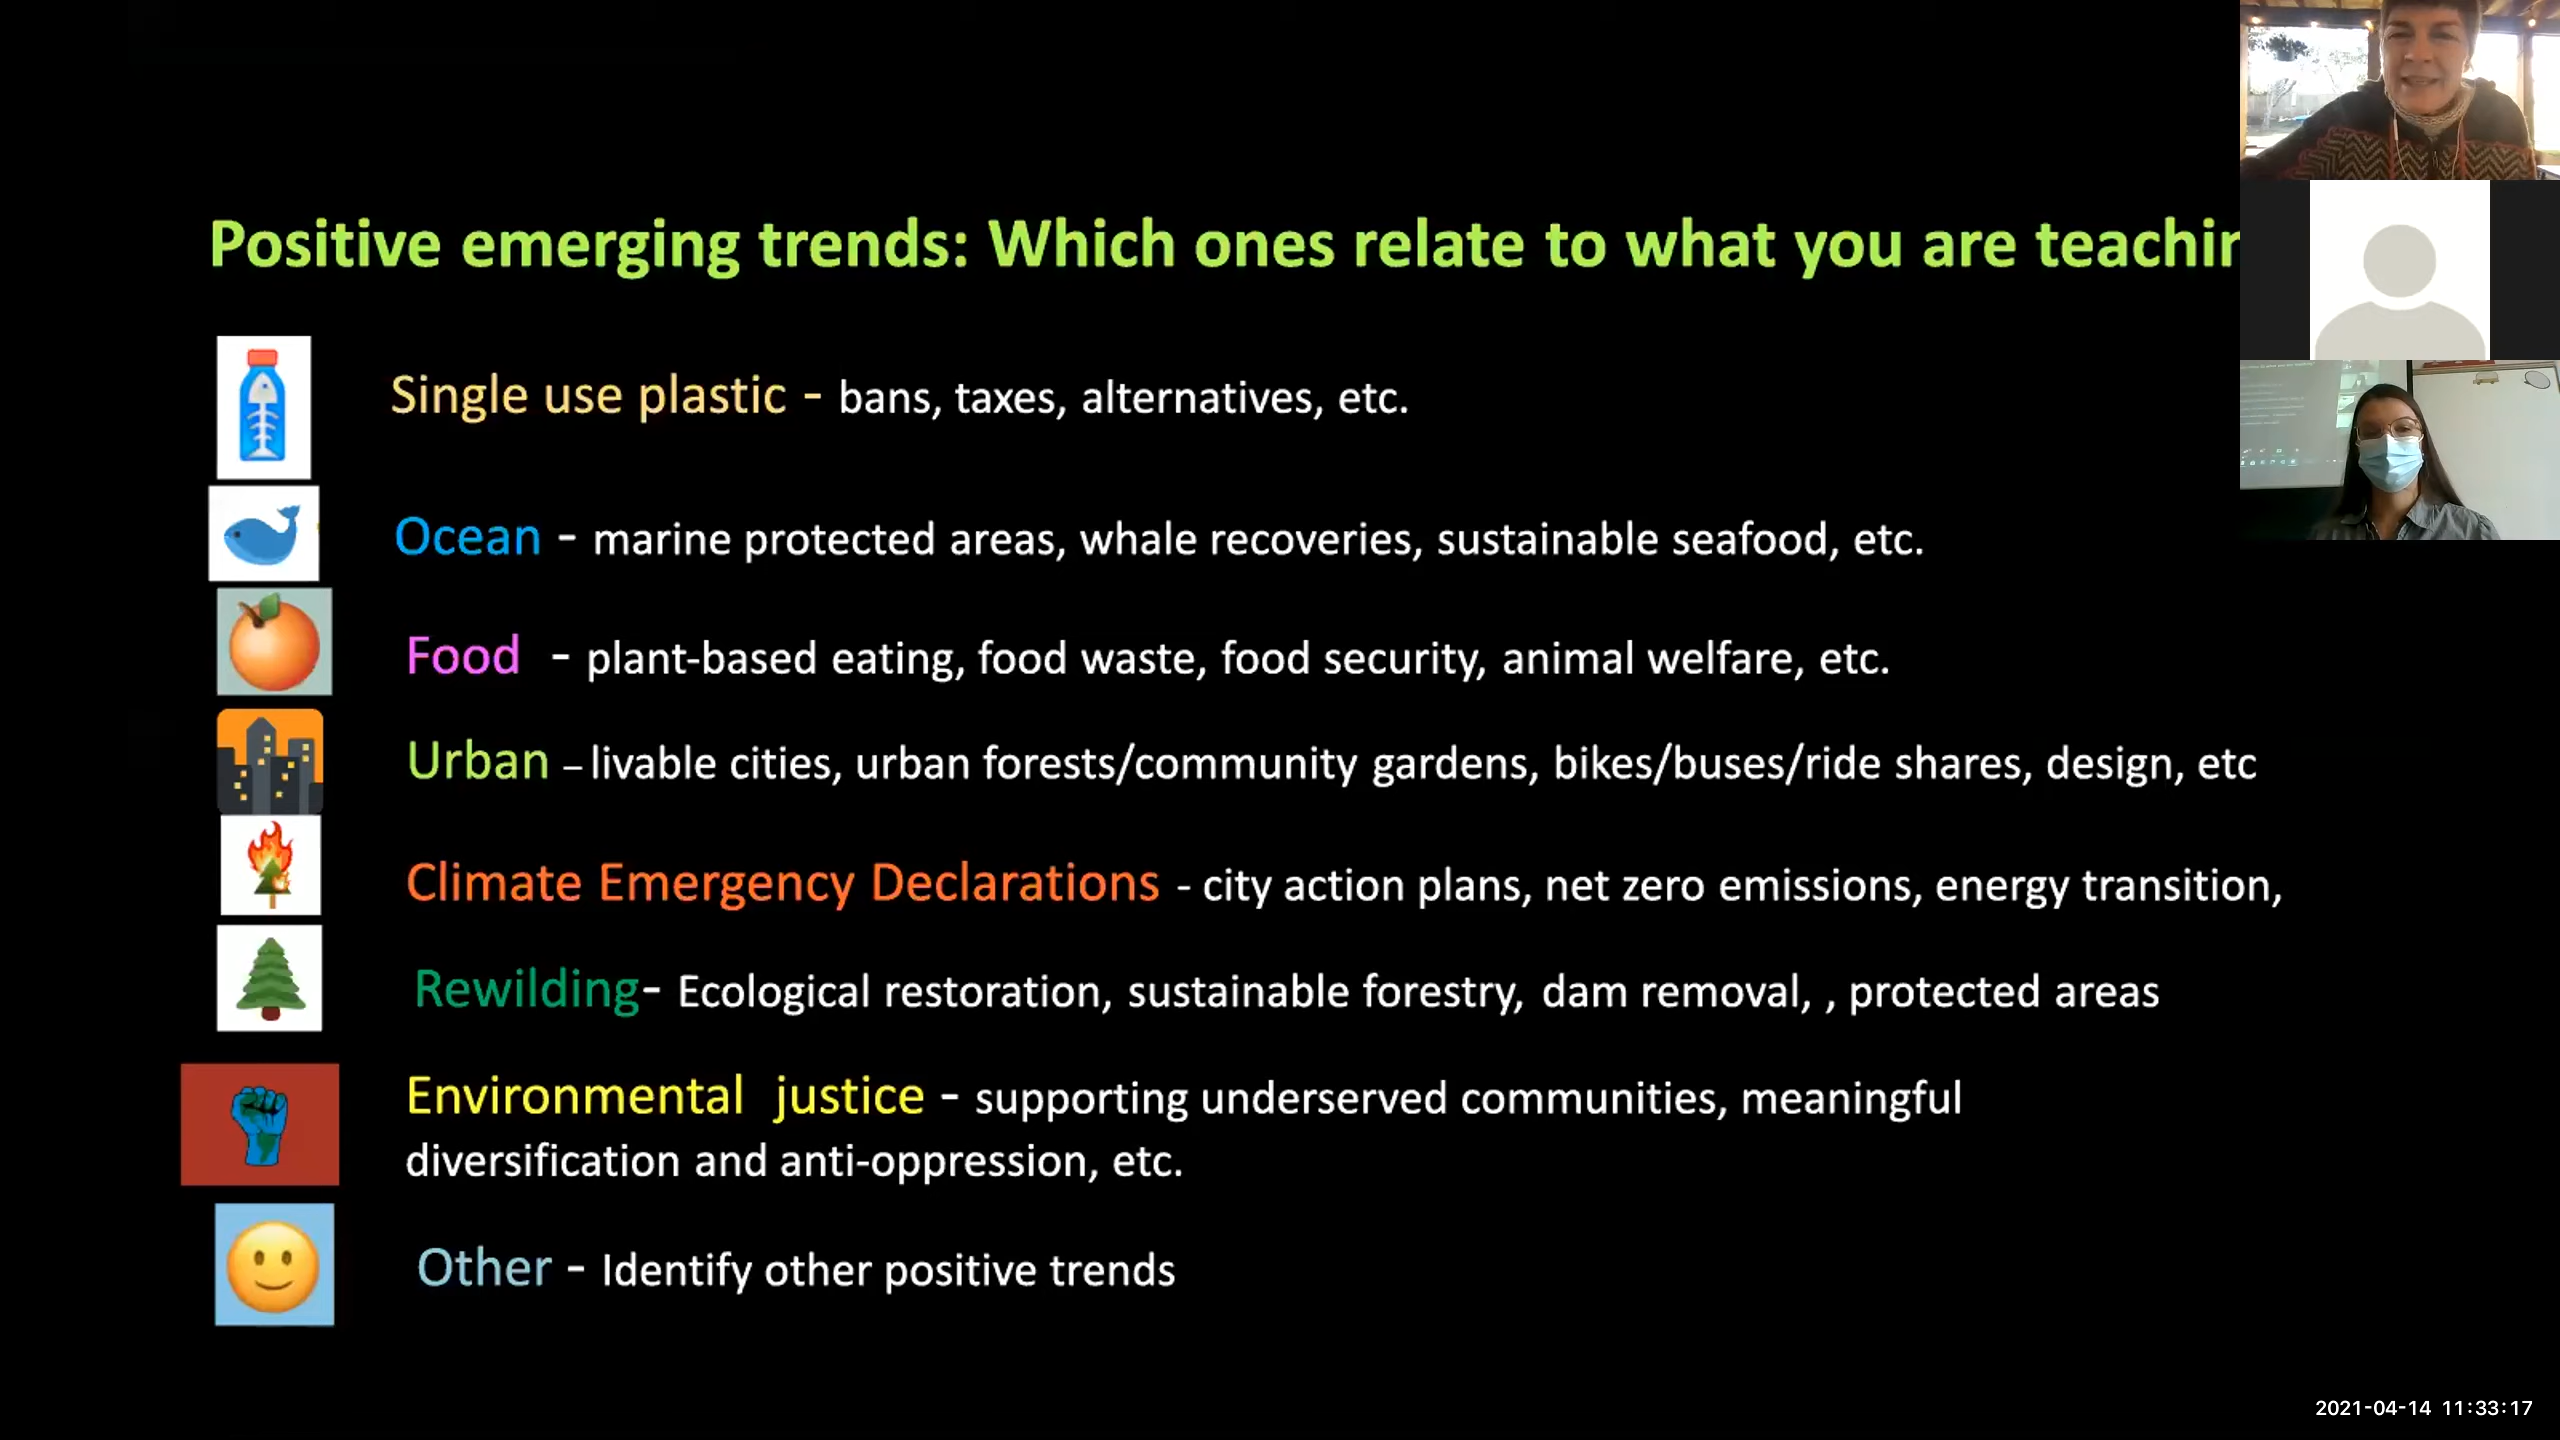 Positive emerging trends: Which ones relate to what you are teachin
Single use plastic - bans, taxes, alternatives, etc.
Ocean - marine protected areas, whale recoveries, sustainable seafood, etc.
Food - plant-based eating, food waste, food security, animal welfare, etc.
Urban – livable cities, urban forests/community gardens, bikes/buses/ride shares, design, etc
Climate Emergency Declarations - city action plans, net zero emissions, energy transition,
Rewilding- Ecological restoration, sustainable forestry, dam removal, , protected areas
Environmental justice - supporting underserved communities, meaningful
diversification and anti-oppression, etc.
Other - Identify other positive trends
2021-04-14 11:33:17